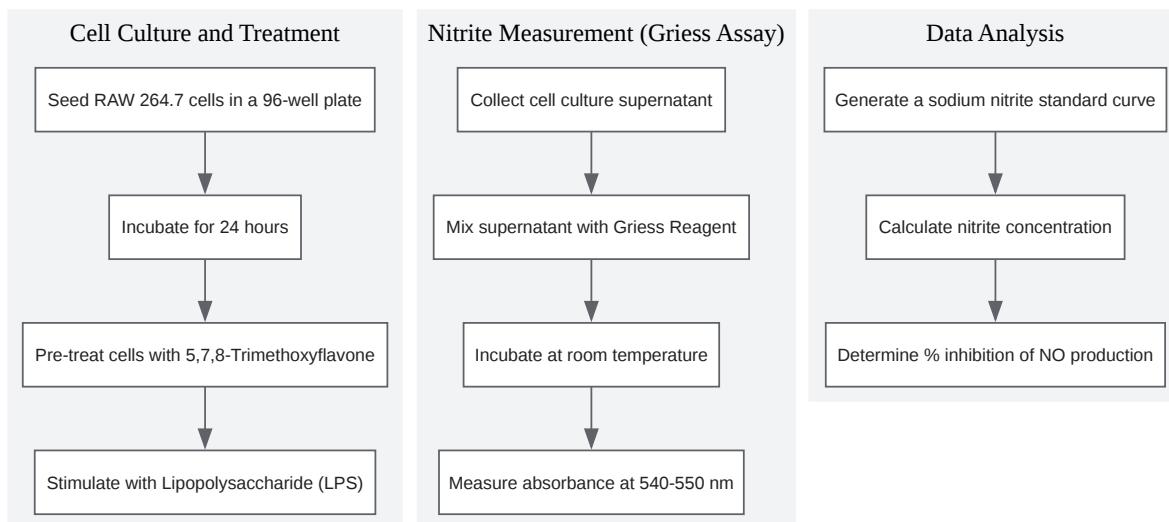 Cell Culture and Treatment
Seed RAW 264.7 cells in a 96-well plate
Incubate for 24 hours
Pre-treat cells with 5,7,8-Trimethoxyflavone
Stimulate with Lipopolysaccharide (LPS)
Nitrite Measurement (Griess Assay)
Collect cell culture supernatant
Mix supernatant with Griess Reagent
Incubate at room temperature
Measure absorbance at 540-550 nm
Data Analysis
Generate a sodium nitrite standard curve
Calculate nitrite concentration
Determine % inhibition of NO production